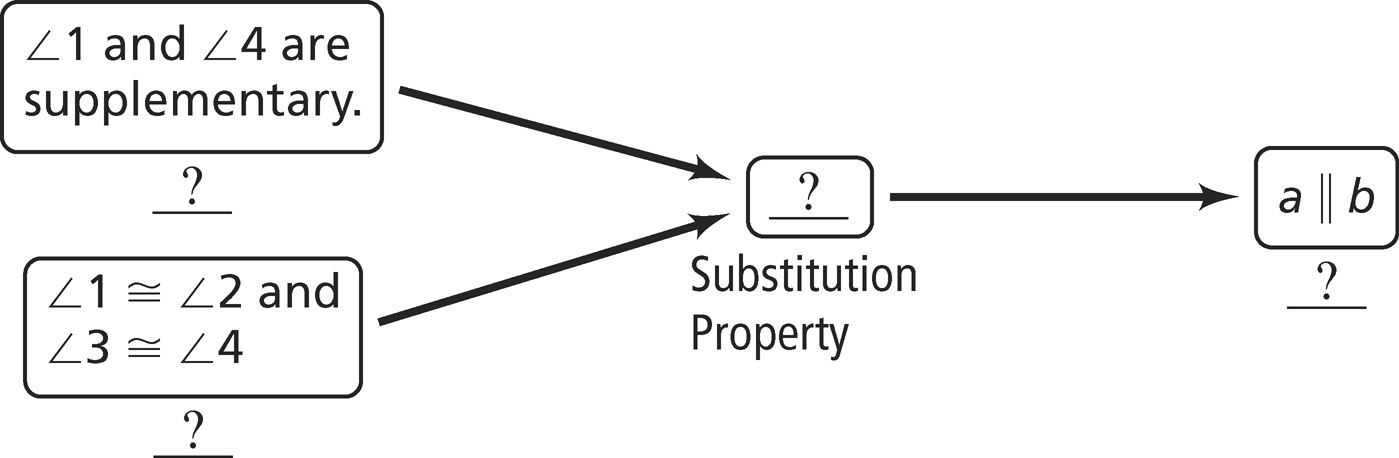 ∠1 and ∠4 are
supplementary.
?
∠1 ≅ ∠2 and
∠3 ≅ ∠4
?
?
Substitution
Property
a ∥ b
?